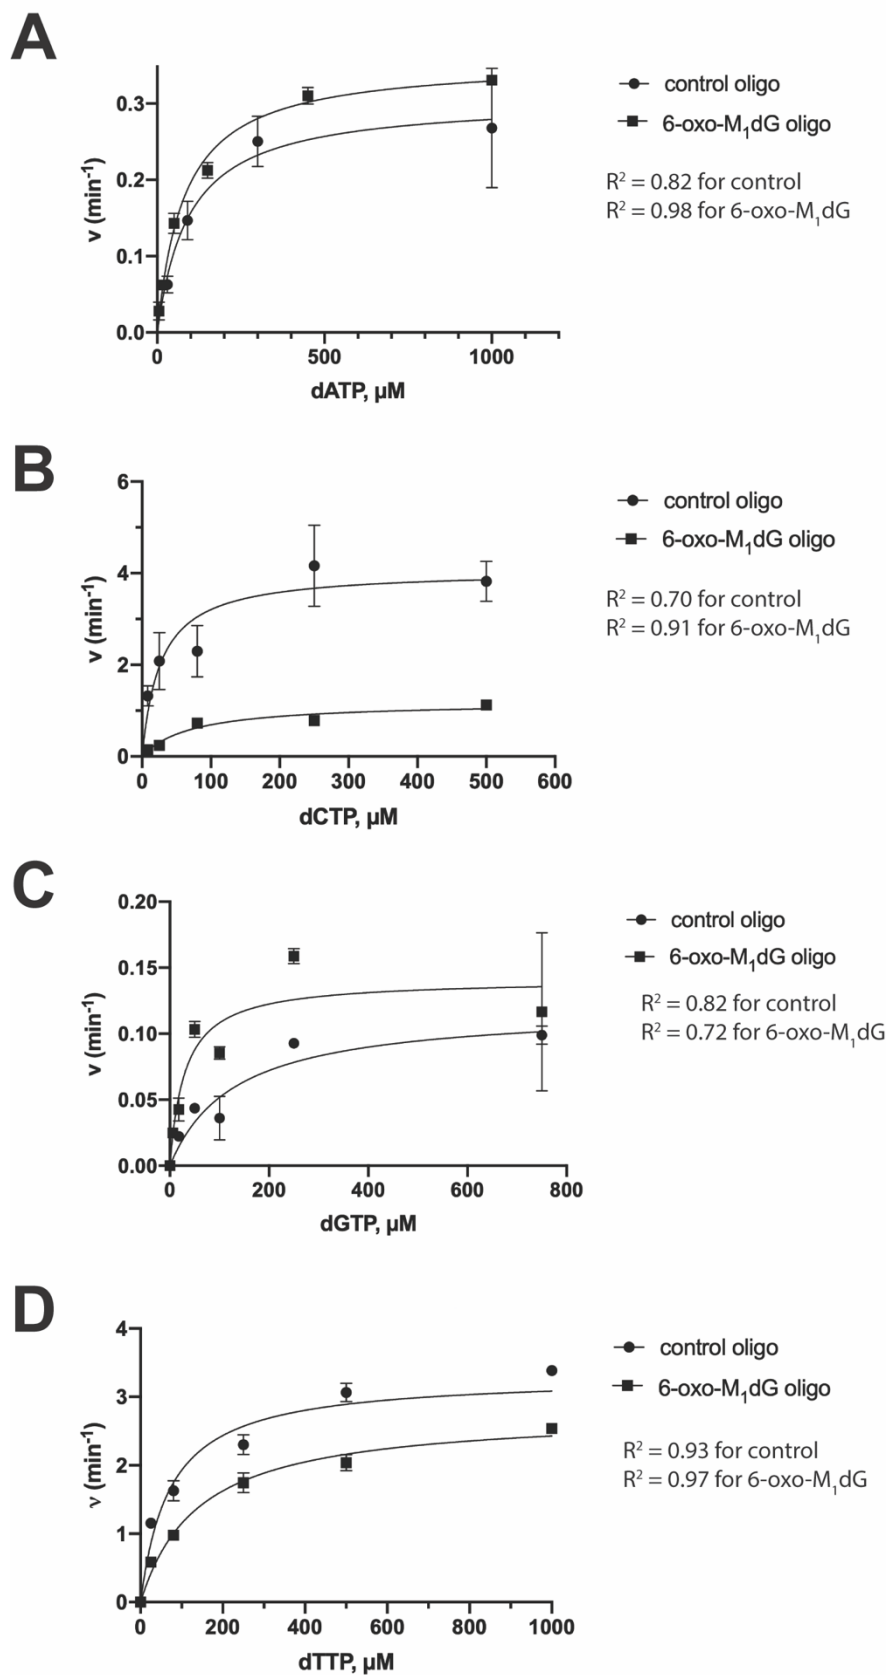 A
control oligo
6-oxo-M₁dG oligo
R² = 0.82 for control
R² = 0.98 for 6-oxo-M₁dG
v (min⁻¹)
0.3
0.2
0.1
0.0
0 500 1000
dATP, µM
B
control oligo
6-oxo-M₁dG oligo
R² = 0.70 for control
R² = 0.91 for 6-oxo-M₁dG
v (min⁻¹)
6
4
2
0
0 100 200 300 400 500 600
dCTP, µM
C
control oligo
6-oxo-M₁dG oligo
R² = 0.82 for control
R² = 0.72 for 6-oxo-M₁dG
v (min⁻¹)
0.20
0.15
0.10
0.05
0.00
0 200 400 600 800
dGTP, µM
D
control oligo
6-oxo-M₁dG oligo
R² = 0.93 for control
R² = 0.97 for 6-oxo-M₁dG
ν (min⁻¹)
4
3
2
1
0
0 200 400 600 800 1000
dTTP, µM